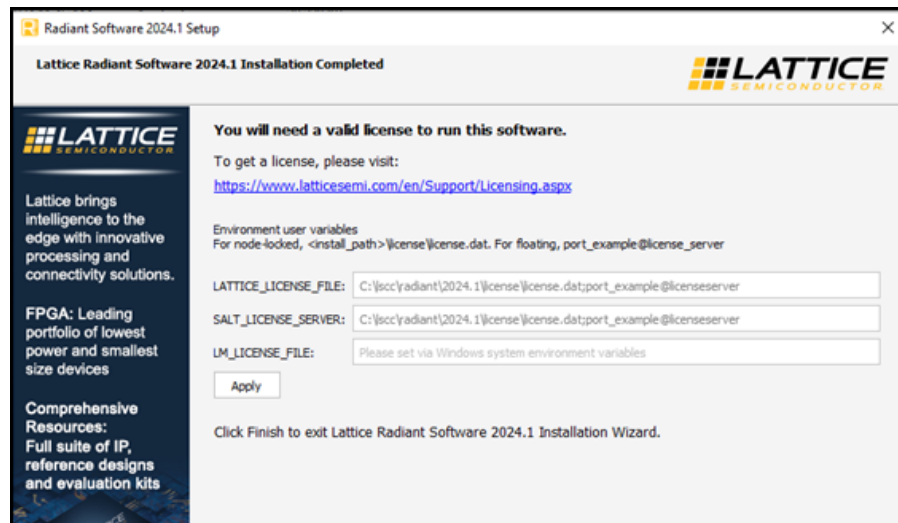 Radiant Software 2024.1 Setup
Lattice Radiant Software 2024.1 Installation Completed
LATTICE
SEMICONDUCTOR
LATTICE
SEMICONDUCTOR
Lattice brings
intelligence to the
edge with innovative
processing and
connectivity solutions.
FPGA: Leading
portfolio of lowest
power and smallest
size devices
Comprehensive
Resources:
Full suite of IP,
reference designs
and evaluation kits
You will need a valid license to run this software.
To get a license, please visit:
https://www.latticesemi.com/en/Support/Licensing.aspx
Environment user variables
For node-locked, <install_path>\license\license.dat. For floating, port_example@license_server
LATTICE_LICENSE_FILE: C:\lscc\radiant\2024.1\license\license.dat;port_example@licenseserver
SALT_LICENSE_SERVER: C:\lscc\radiant\2024.1\license\license.dat;port_example@licenseserver
LM_LICENSE_FILE: Please set via Windows system environment variables
Apply
Click Finish to exit Lattice Radiant Software 2024.1 Installation Wizard.